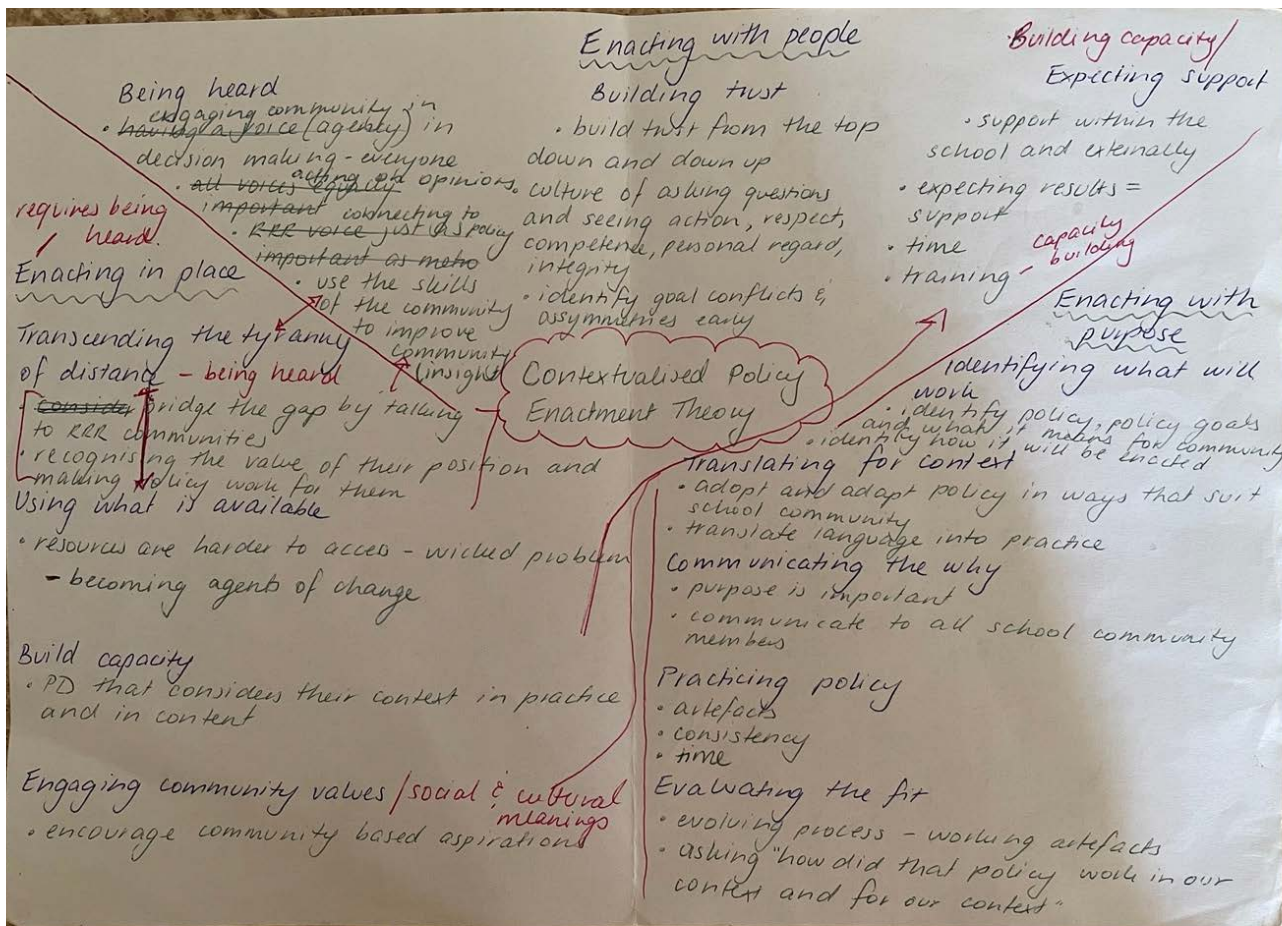 Enacting with people
Being heard
engaging community in
having a voice (agency) in
decision making - everyone
acting on opinions
all voices equally
important connecting to
policy
RRR voice just as
important as metro
use the skills
of the community
to improve
community
(insight)
Building trust
• build trust from the top
down and down up
• culture of asking questions
and seeing action, respect,
competence, personal regard,
integrity
• identify goal conflicts &
assymmetries early
Building capacity/
Expecting support
• support within the
school and externally
• expecting results =
support
• time
• training - capacity
building
requires being
heard.
Enacting in place
Transcending the tyranny
of distance - being heard
• Consider bridge the gap by talking
to RRR communities
• recognising the value of their position and
making policy work for them
Using what is available
• resources are harder to access - wicked problem
- becoming agents of change
Build capacity
• PD that considers their context in practice
and in content
Engaging community values /social & cultural
meanings
• encourage community based aspirations
Contextualised Policy
Enactment Theory
Enacting with
purpose
Identifying what will
work
• identify policy, policy goals
and what it means for community
• identify how it will be enacted
Translating for context
• adopt and adapt policy in ways that suit
school community
• translate language into practice
Communicating the why
• purpose is important
• communicate to all school community
members
Practicing policy
• artefacts
• consistency
• time
Evaluating the fit
• evolving process - working artefacts
• asking "how did that policy work in our
context and for our context"